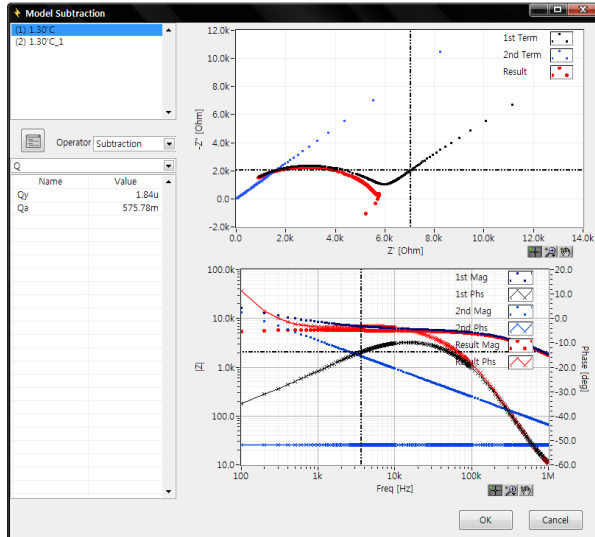 Model Subtraction
(1) 1.30'C
(2) 1.30'C_1
Operator Subtraction
Q
Name Value
Qy 1.84u
Qa 575.78m
12.0k
10.0k
8.0k
6.0k
4.0k
2.0k
0.0
-2.0k
-Z" [Ohm]
0.0 2.0k 4.0k 6.0k 8.0k 10.0k 12.0k 14.0k
Z' [Ohm]
1st Term
2nd Term
Result
100.0k
10.0k
1.0k
100.0
10.0
|Z|
100 1k 10k 100k 1M
Freq [Hz]
20.0
10.0
0.0
-10.0
-20.0
-30.0
-40.0
-50.0
-60.0
Phase [deg]
1st Mag
1st Phs
2nd Mag
2nd Phs
Result Mag
Result Phs
OK Cancel